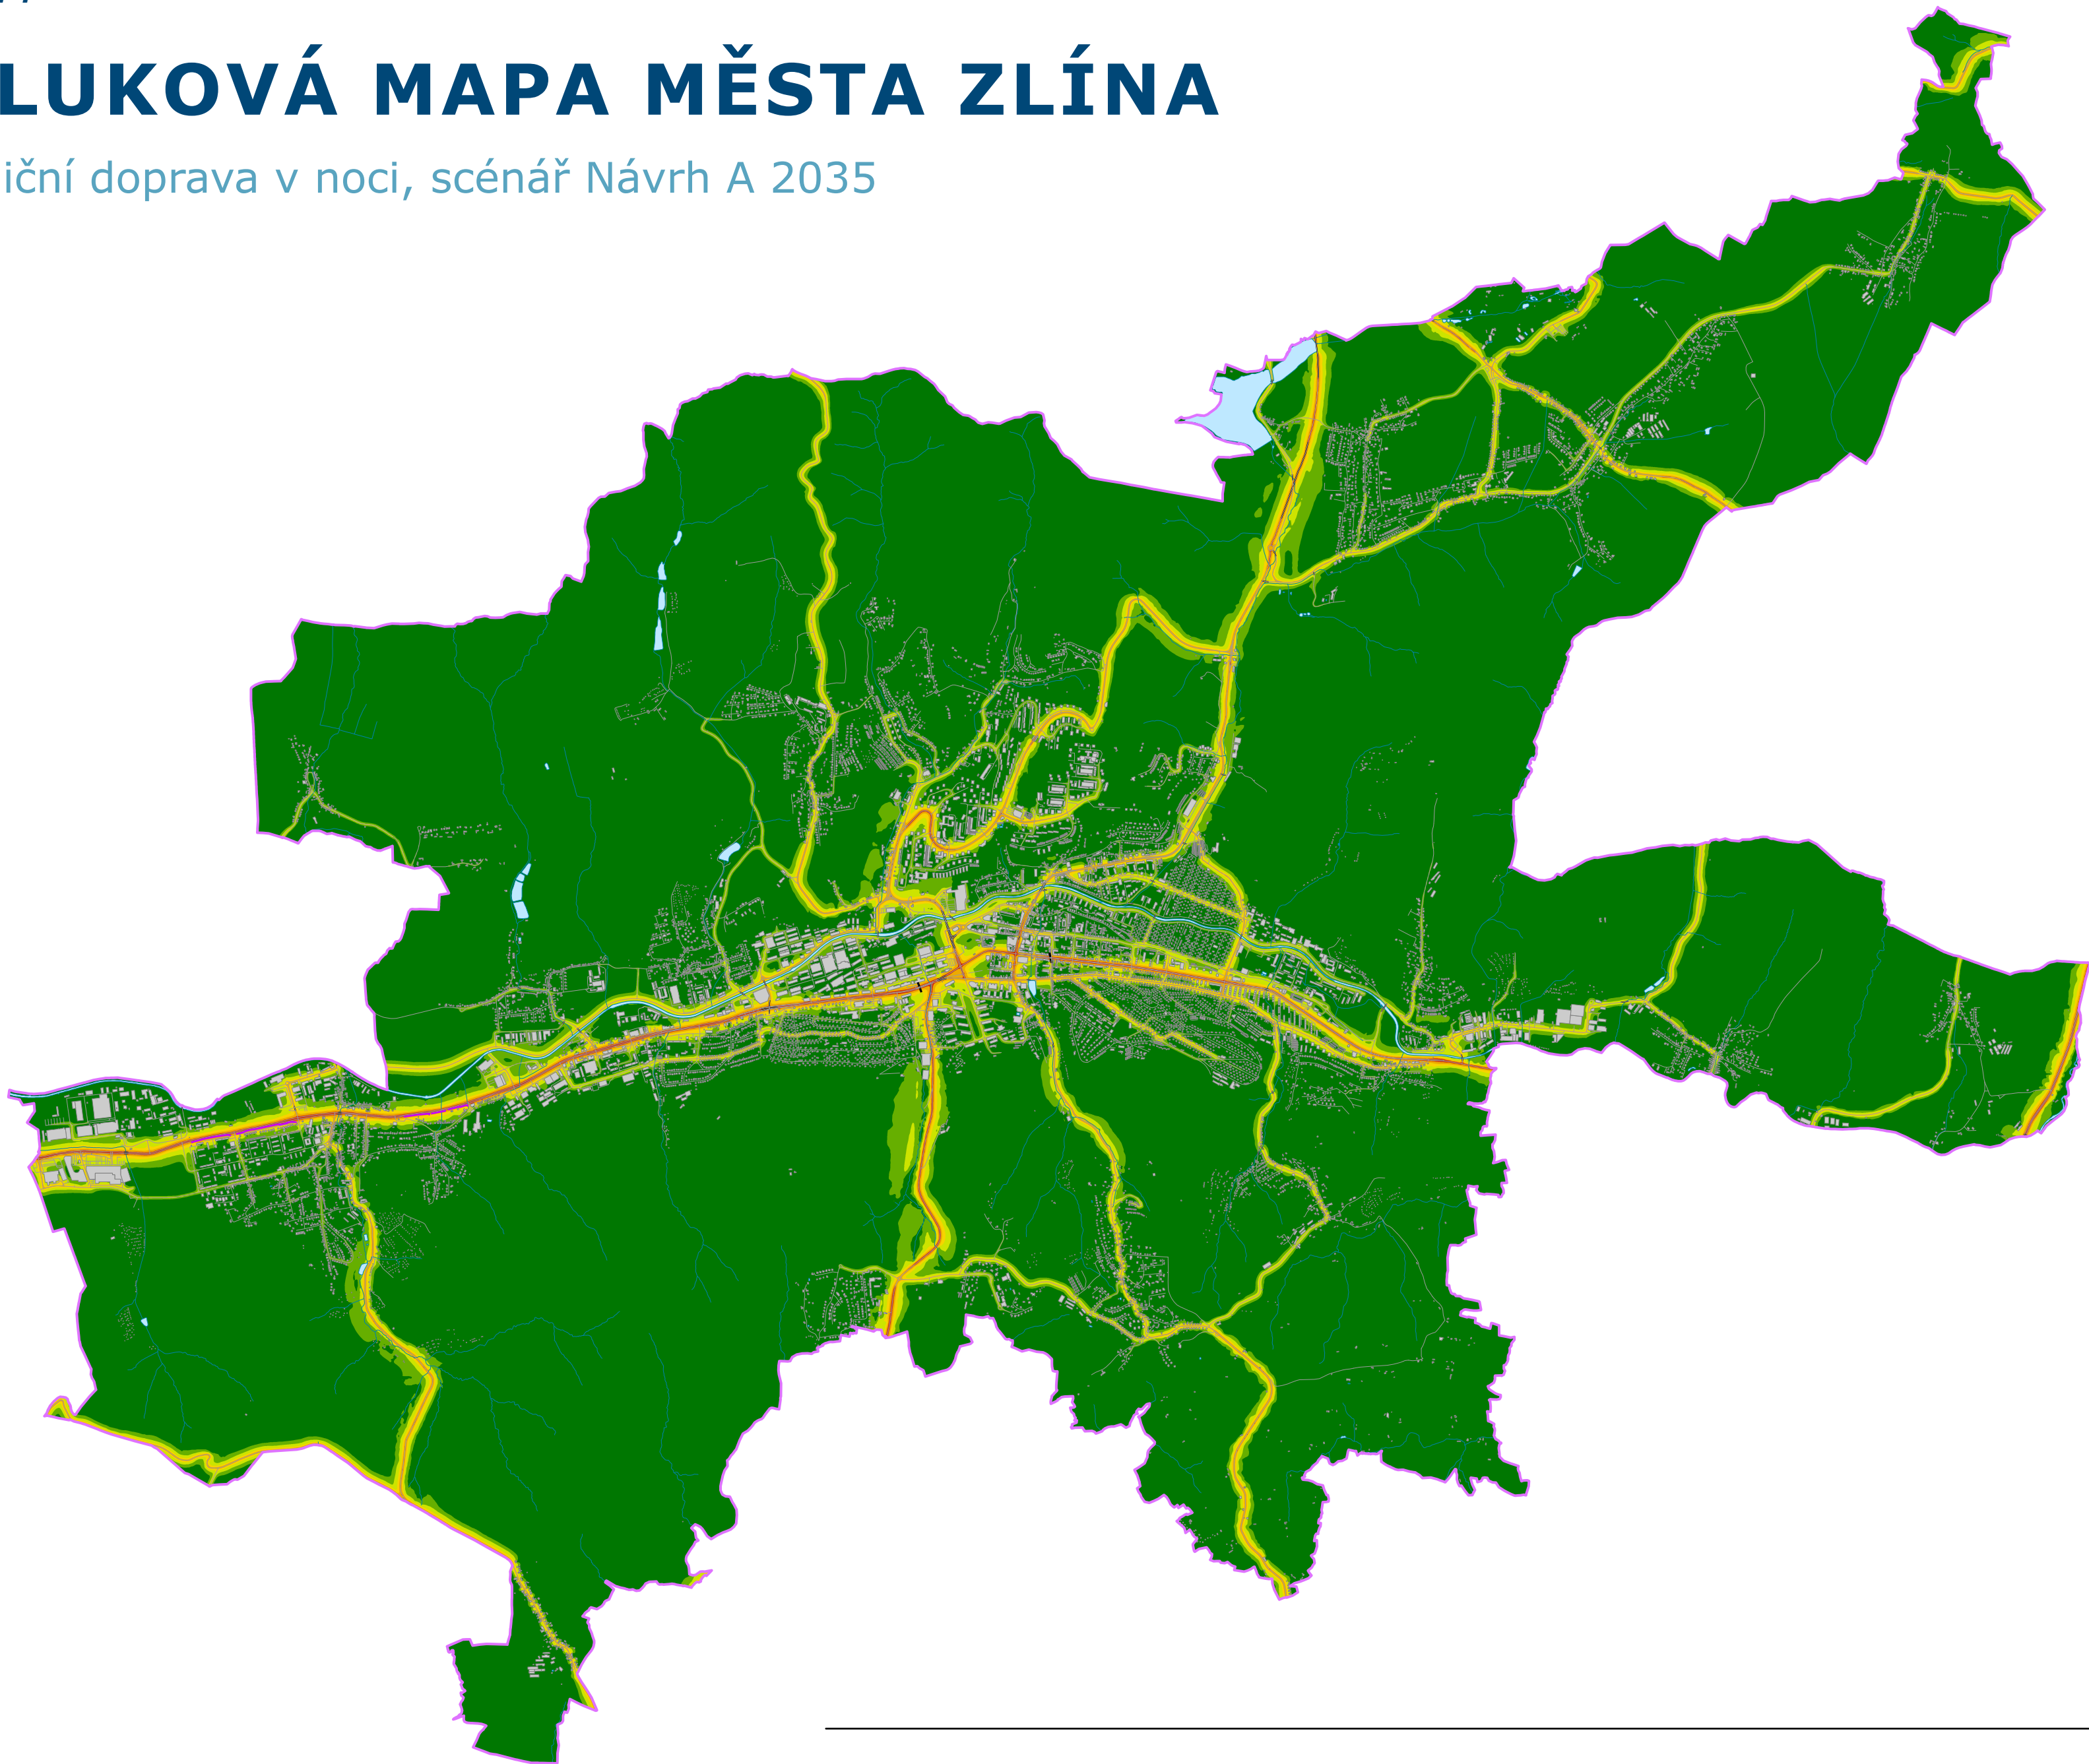 LUKOVÁ MAPA MĚSTA ZLÍNA
iční doprava v noci, scénář Návrh A 2035